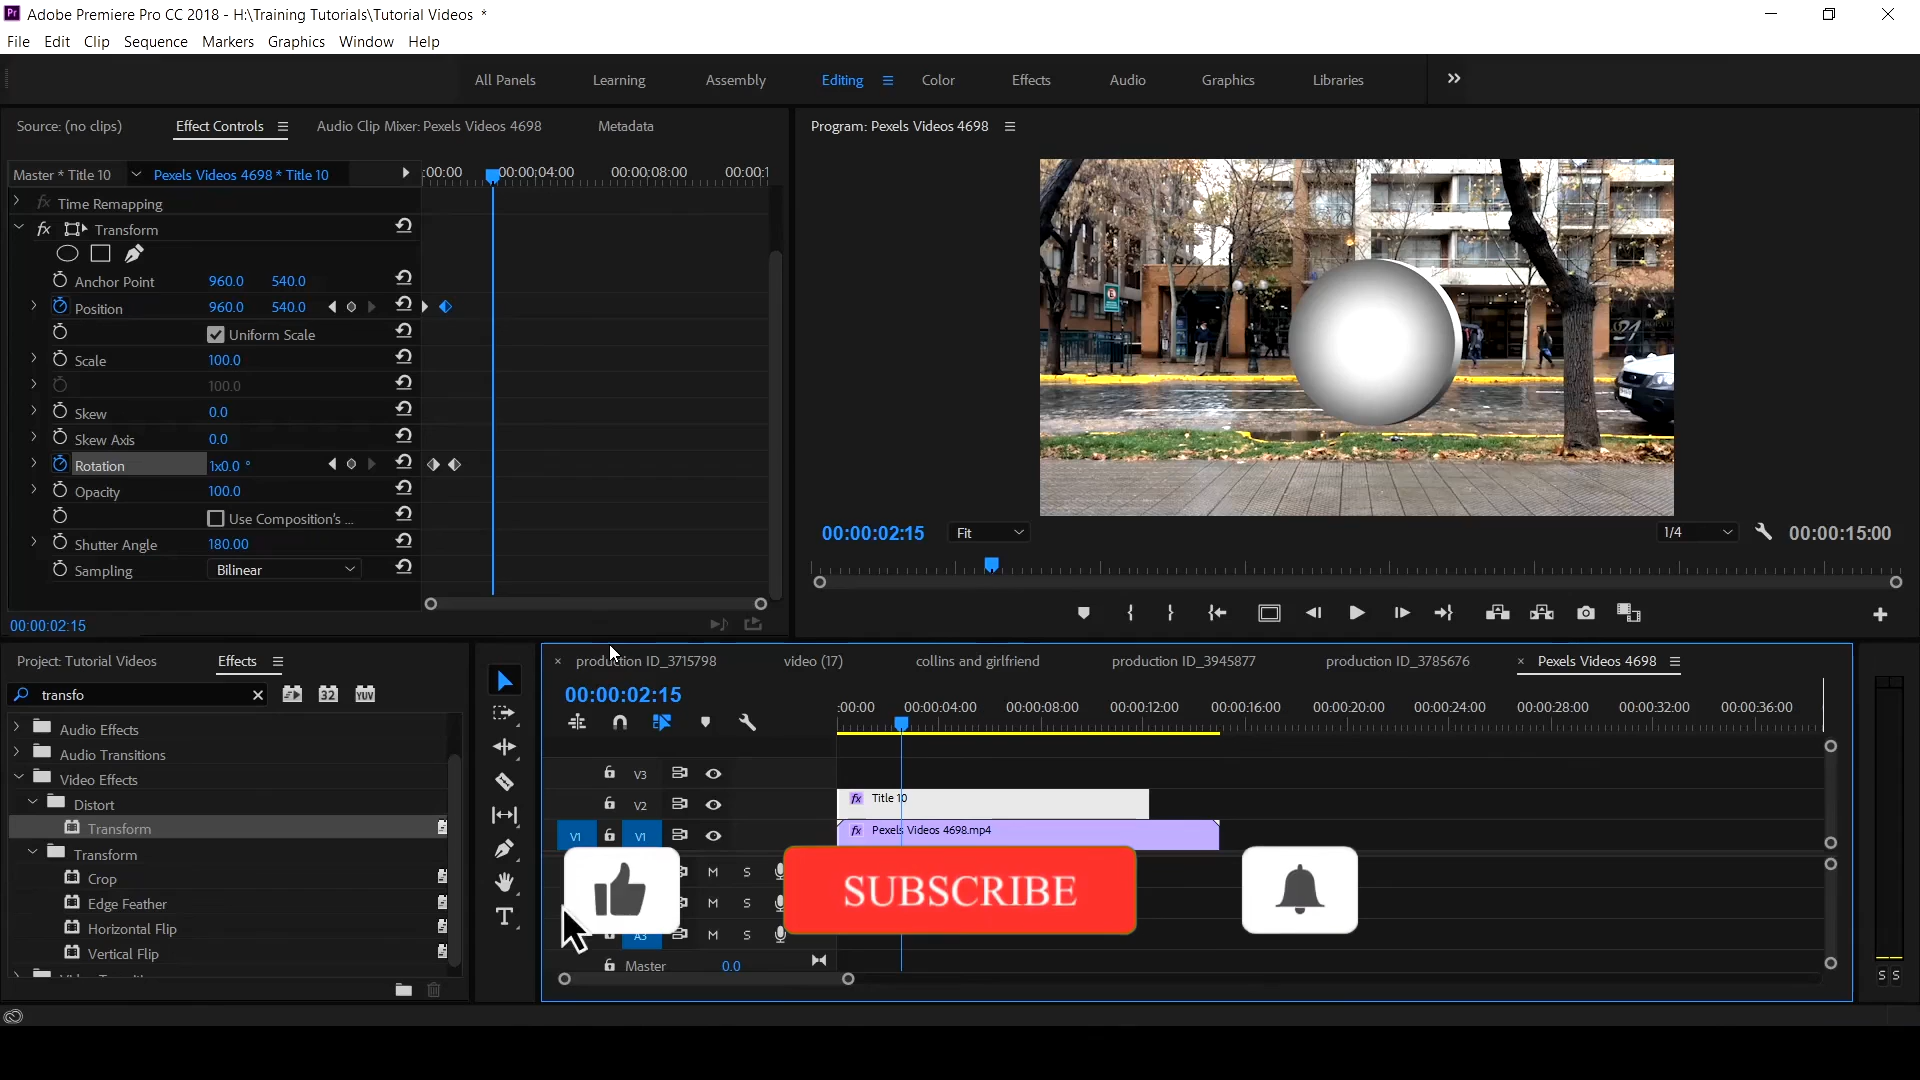 Pr Adobe Premiere Pro CC 2018 - H:\Training Tutorials\Tutorial Videos *
File Edit Clip Sequence Markers Graphics Window Help
All Panels Learning Assembly Editing Color Effects Audio Graphics Libraries
Source: (no clips) Effect Controls Audio Clip Mixer: Pexels Videos 4698 Metadata
Program: Pexels Videos 4698
Master * Title 10 Pexels Videos 4698 * Title 10 :00:00 00:00:04:00 00:00:08:00 00:00:1
fx Time Remapping
fx Transform
Anchor Point 960.0 540.0
Position 960.0 540.0
Uniform Scale
Scale 100.0
100.0
Skew 0.0
Skew Axis 0.0
Rotation 1x0.0 °
Opacity 100.0
Use Composition's ...
Shutter Angle 180.00
Sampling Bilinear
00:00:02:15
00:00:02:15 Fit 1/4 00:00:15:00
Project: Tutorial Videos Effects
transfo 32 YUV
Audio Effects
Audio Transitions
Video Effects
Distort
Transform
Transform
Crop
Edge Feather
Horizontal Flip
Vertical Flip
× production ID_3715798 video (17) collins and girlfriend production ID_3945877 production ID_3785676 × Pexels Videos 4698
00:00:02:15
:00:00 00:00:04:00 00:00:08:00 00:00:12:00 00:00:16:00 00:00:20:00 00:00:24:00 00:00:28:00 00:00:32:00 00:00:36:00
V3
V2 fx Title 10
V1 V1 fx Pexels Videos 4698.mp4
M S
SUBSCRIBE
M S
A3 M S
Master 0.0
S S